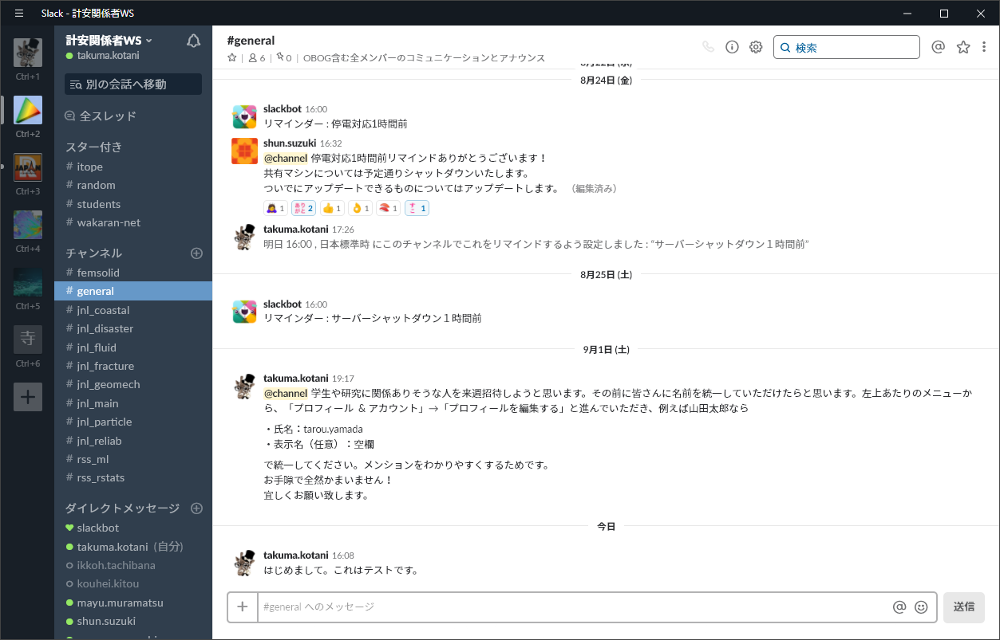 Slack - 計安関係者WS
Ctrl+1
Ctrl+2
JAPAN
R
Ctrl+3
Ctrl+4
Ctrl+5
寺
Ctrl+6
計安関係者WS
takuma.kotani
別の会話へ移動
全スレッド
スター付き
# itope
# random
# students
# wakaran-net
チャンネル
# femsolid
# general
# jnl_coastal
# jnl_disaster
# jnl_fluid
# jnl_fracture
# jnl_geomech
# jnl_main
# jnl_particle
# jnl_reliab
# rss_ml
# rss_rstats
ダイレクトメッセージ
slackbot
takuma.kotani (自分)
ikkoh.tachibana
kouhei.kitou
mayu.muramatsu
shun.suzuki
#general
6 | 0 | OBOG含む全メンバーのコミュニケーションとアナウンス
検索
8月22日 (水)
8月24日 (金)
slackbot 16:00
リマインダー : 停電対応1時間前
shun.suzuki 16:32
@channel 停電対応1時間前リマインドありがとうございます！
共有マシンについては予定通りシャットダウンいたします。
ついでにアップデートできるものについてはアップデートします。 （編集済み）
1 ありがと 2 1 1 1 すこ 1
takuma.kotani 17:26
明日 16:00 , 日本標準時 にこのチャンネルでこれをリマインドするよう設定しました : “サーバーシャットダウン１時間前”
8月25日 (土)
slackbot 16:00
リマインダー : サーバーシャットダウン１時間前
9月1日 (土)
takuma.kotani 19:17
@channel 学生や研究に関係ありそうな人を来週招待しようと思います。その前に皆さんに名前を統一していただけたらと思います。左上あたりのメニューか
ら、「プロフィール ＆ アカウント」→「プロフィールを編集する」と進んでいただき、例えば山田太郎なら
・氏名：tarou.yamada
・表示名（任意）：空欄
で統一してください。メンションをわかりやすくするためです。
お手隙で全然かまいません！
宜しくお願い致します。
今日
takuma.kotani 16:08
はじめまして。これはテストです。
#general へのメッセージ
送信